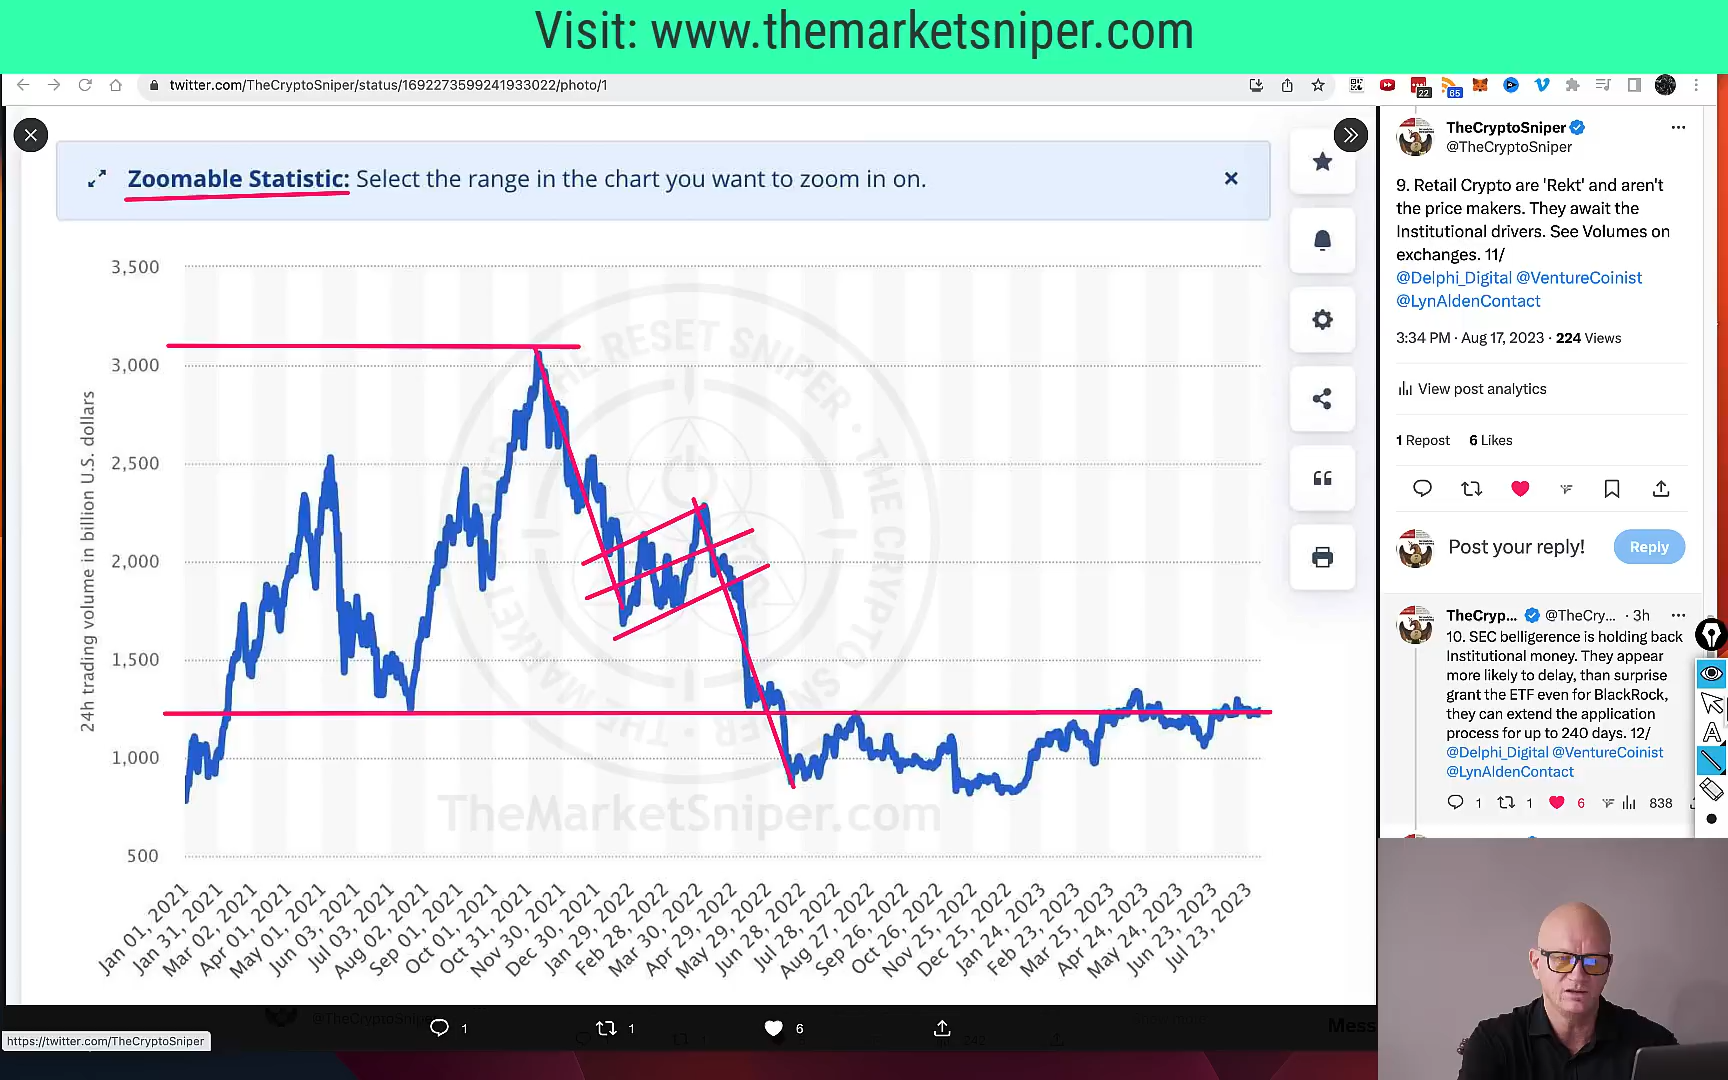 Visit: www.themarketsniper.com
twitter.com/TheCryptoSniper/status/1692273599241933022/photo/1
22
65
Zoomable Statistic: Select the range in the chart you want to zoom in on.
3,500
3,000
2,500
2,000
1,500
1,000
500
24h trading volume in billion U.S. dollars
THE RESET SNIPER · THE CRYPTO SNIPER · THE MARKET SNIPER
TheMarketSniper.com
Jan 01, 2021
Jan 31, 2021
Mar 02, 2021
Apr 01, 2021
May 01, 2021
Jun 03, 2021
Jul 03, 2021
Aug 02, 2021
Sep 01, 2021
Oct 01, 2021
Oct 31, 2021
Nov 30, 2021
Dec 30, 2021
Jan 29, 2022
Feb 28, 2022
Mar 30, 2022
Apr 29, 2022
May 29, 2022
Jun 28, 2022
Jul 28, 2022
Aug 27, 2022
Sep 26, 2022
Oct 26, 2022
Nov 25, 2022
Dec 25, 2022
Jan 24, 2023
Feb 23, 2023
Mar 25, 2023
Apr 24, 2023
May 24, 2023
Jun 23, 2023
Jul 23, 2023
1
1
6
https://twitter.com/TheCryptoSniper
TheCryptoSniper
@TheCryptoSniper
9. Retail Crypto are 'Rekt' and aren't
the price makers. They await the
Institutional drivers. See Volumes on
exchanges. 11/
@Delphi_Digital @VentureCoinist
@LynAldenContact
3:34 PM · Aug 17, 2023 · 224 Views
View post analytics
1 Repost 6 Likes
Post your reply!
Reply
TheCryp... @TheCry... · 3h
10. SEC belligerence is holding back
Institutional money. They appear
more likely to delay, than surprise
grant the ETF even for BlackRock,
they can extend the application
process for up to 240 days. 12/
@Delphi_Digital @VentureCoinist
@LynAldenContact
1 1 6 838
A